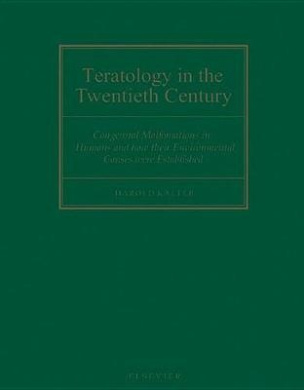 Teratology in the
Twentieth Century
Congenital Malformations in
Humans and how their Environmental
Causes were Established
HAROLD KALTER
ELSEVIER